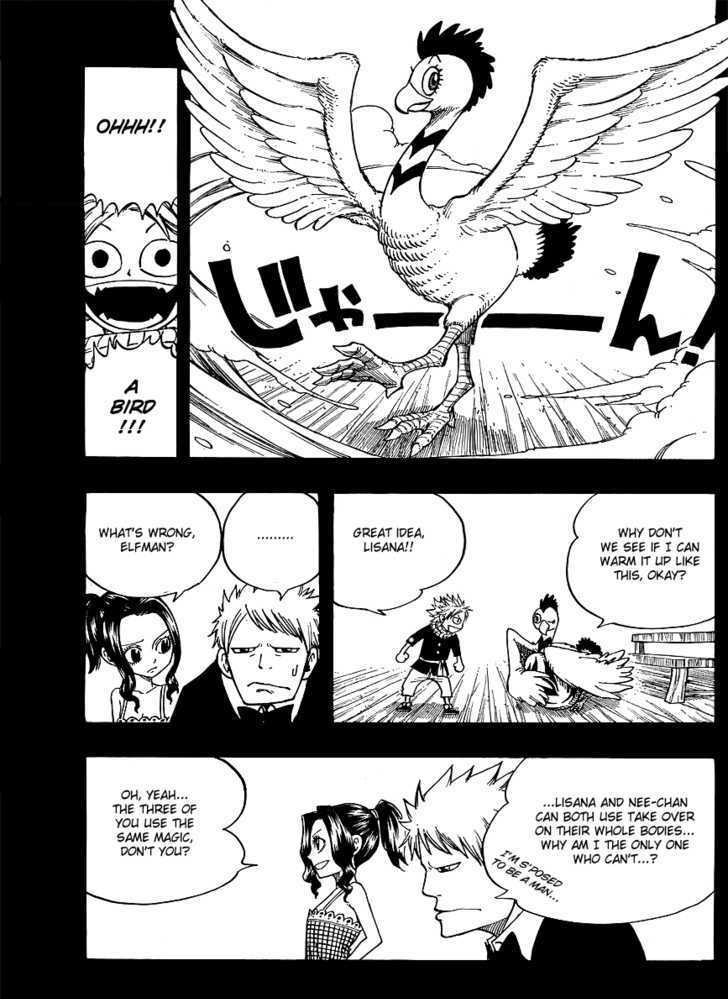 じゃーーん!
OHHH!!
A
BIRD
!!!
WHY DON'T
WE SEE IF I CAN
WARM IT UP LIKE
THIS, OKAY?
GREAT IDEA,
LISANA!!
.........
WHAT'S WRONG,
ELFMAN?
...LISANA AND NEE-CHAN
CAN BOTH USE TAKE OVER
ON THEIR WHOLE BODIES...
WHY AM I THE ONLY ONE
WHO CAN'T...?
I'M S'POSED
TO BE A MAN...
OH, YEAH...
THE THREE OF
YOU USE THE
SAME MAGIC,
DON'T YOU?